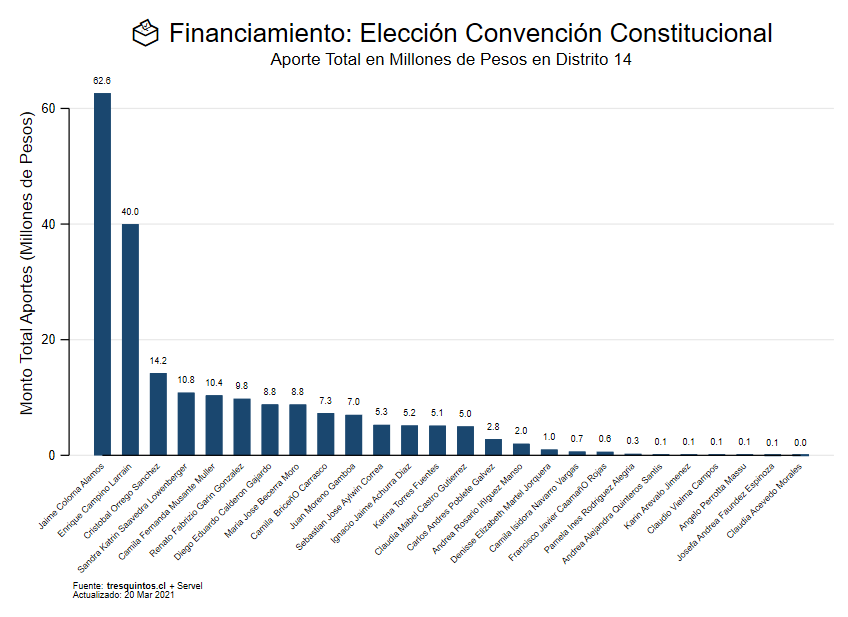 Financiamiento: Elección Convención Constitucional
Aporte Total en Millones de Pesos en Distrito 14
Monto Total Aportes (Millones de Pesos)
60
40
20
0
62.6
40.0
14.2
10.8
10.4
9.8
8.8
8.8
7.3
7.0
5.3
5.2
5.1
5.0
2.8
2.0
1.0
0.7
0.6
0.3
0.1
0.1
0.1
0.1
0.1
0.0
Jaime Coloma Alamos
Enrique Campino Larrain
Cristobal Orrego Sanchez
Sandra Katrin Saavedra Lowenberger
Camila Fernanda Musante Muller
Renato Fabrizio Garin Gonzalez
Diego Eduardo Calderon Gajardo
Maria Jose Becerra Moro
Camila BriceñO Carrasco
Juan Moreno Gamboa
Sebastian Jose Aylwin Correa
Ignacio Jaime Achurra Diaz
Karina Torres Fuentes
Claudia Mabel Castro Gutierrez
Carlos Andres Poblete Galvez
Andrea Rosario Iñiguez Manso
Denisse Elizabeth Martel Jorquera
Camila Isidora Navarro Vargas
Francisco Javier CaamañO Rojas
Pamela Ines Rodriguez Alegria
Andrea Alejandra Quinteros Santis
Karin Arevalo Jimenez
Claudio Vielma Campos
Angelo Perrotta Massu
Josefa Andrea Faundez Espinoza
Claudia Acevedo Morales
Fuente: tresquintos.cl + Servel
Actualizado: 20 Mar 2021